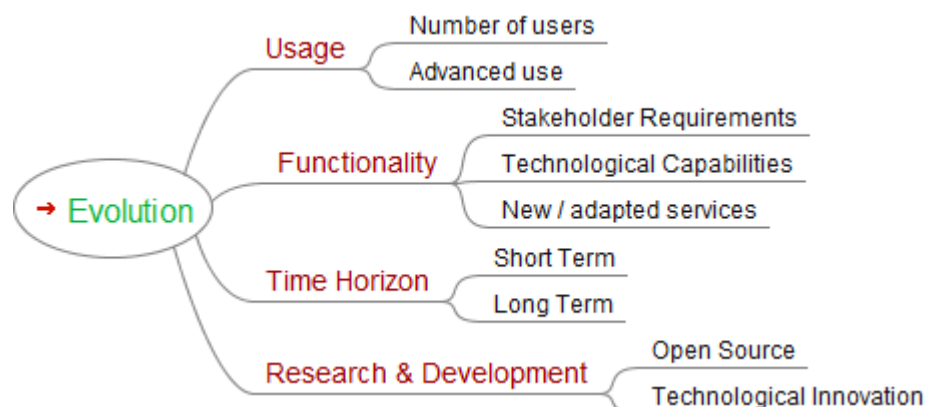 Evolution
Usage
Number of users
Advanced use
Functionality
Stakeholder Requirements
Technological Capabilities
New / adapted services
Time Horizon
Short Term
Long Term
Research & Development
Open Source
Technological Innovation